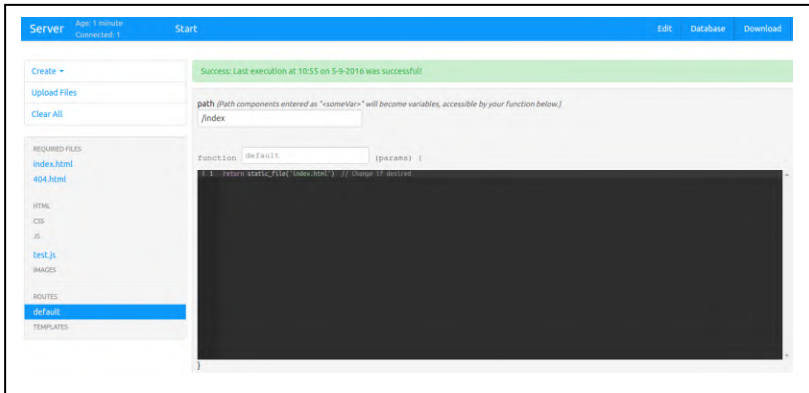 Server
Age: 1 minute
Connected: 1
Start
Edit Database Download
Create
Upload Files
Clear All
REQUIRED FILES
index.html
404.html
HTML
CSS
JS
test.js
IMAGES
ROUTES
default
TEMPLATES
Success: Last execution at 10:55 on 5-9-2016 was successful!
path (Path components entered as "<someVar>" will become variables, accessible by your function below.)
/index
function default (params) {
1 return static_file('index.html') // Change if desired
}